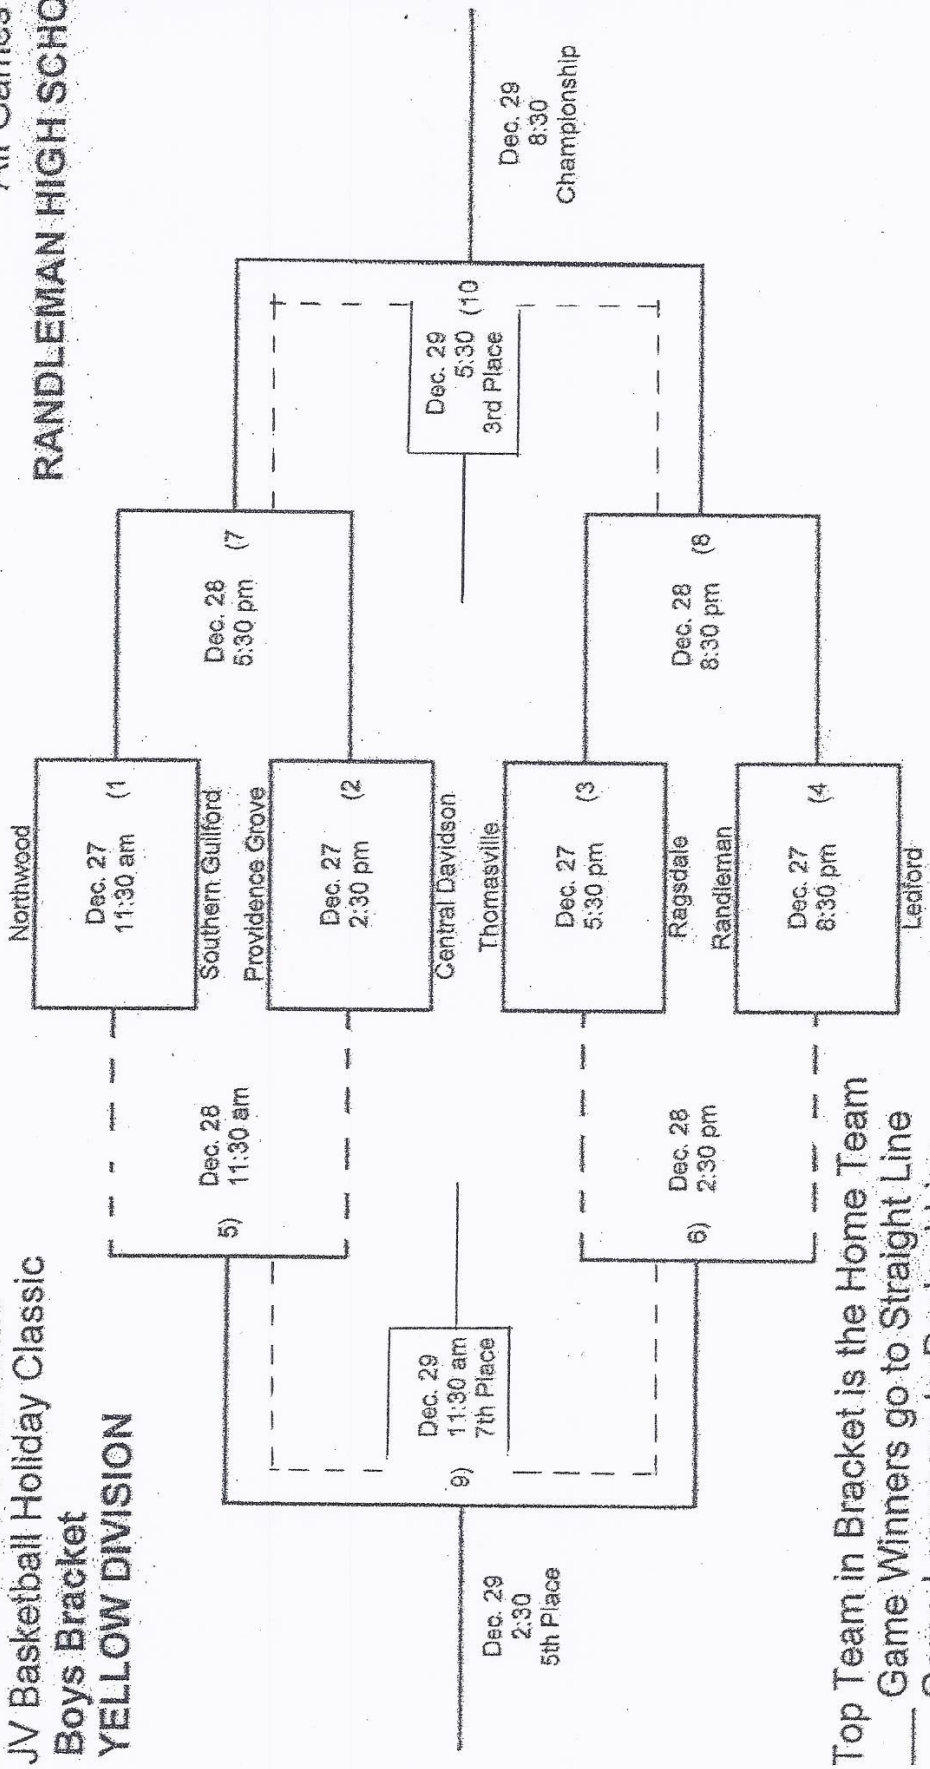 JV Basketball Holiday Classic
Boys Bracket
YELLOW DIVISION
All Games
RANDLEMAN HIGH SCHO
Northwood
Dec. 27
11:30 am
(1
Southern Guilford
Providence Grove
Dec. 27
2:30 pm
(2
Central Davidson
Thomasville
Dec. 27
5:30 pm
(3
Ragsdale
Randleman
Dec. 27
8:30 pm
(4
Ledford
Dec. 28
11:30 am
5)
Dec. 28
2:30 pm
6)
Dec. 28
5:30 pm
(7
Dec. 28
8:30 pm
(8
Dec. 29
11:30 am
7th Place
9)
Dec. 29
2:30
5th Place
Dec. 29
5:30
3rd Place
(10
Dec. 29
8:30
Championship
Top Team in Bracket is the Home Team
Game Winners go to Straight Line